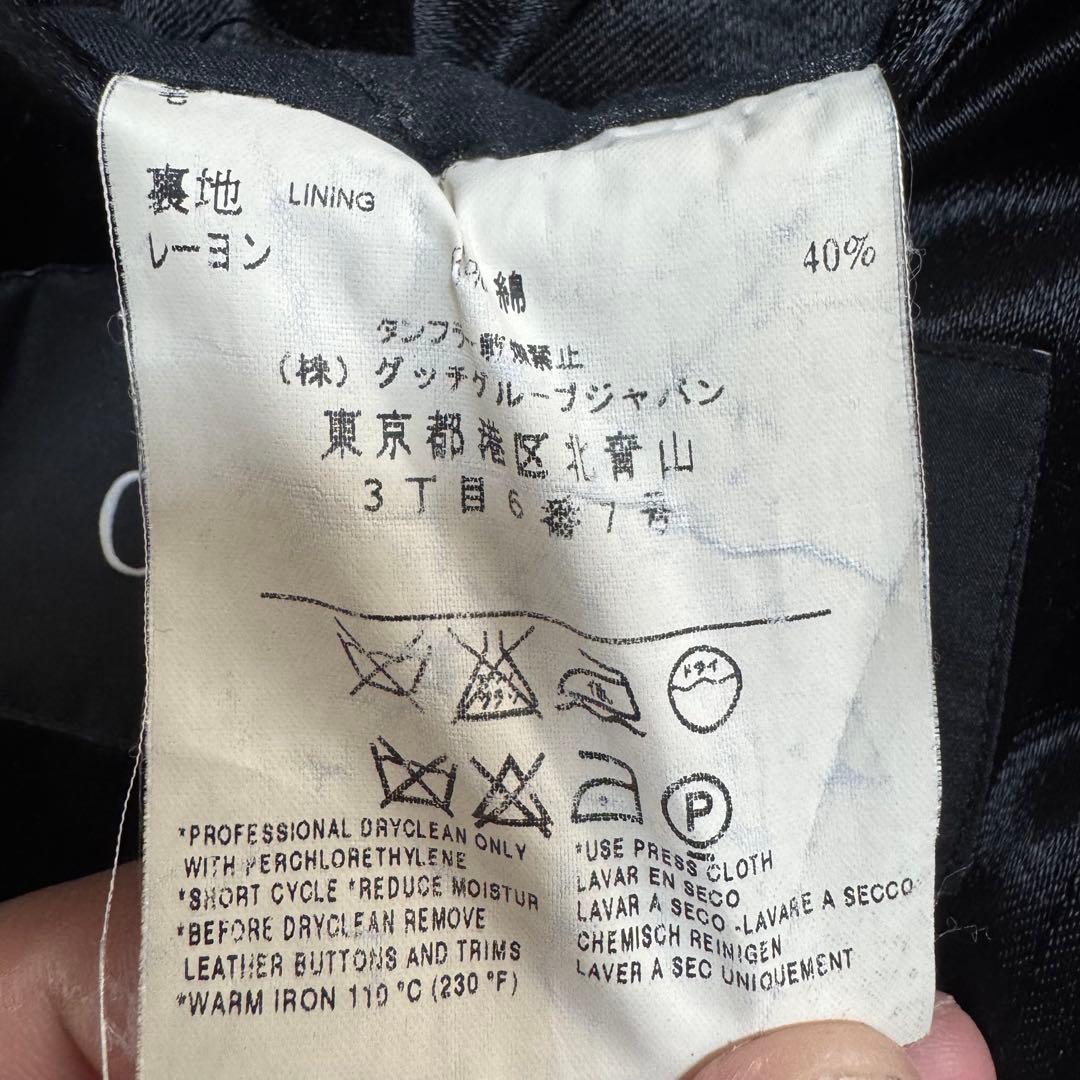 裏地 LINING
レーヨン 綿 40%
タンブラー乾燥禁止
(株) グッチグループジャパン
東京都港区北青山
3丁目6番7号
ドライ
P
*PROFESSIONAL DRYCLEAN ONLY
WITH PERCHLORETHYLENE
*SHORT CYCLE *REDUCE MOISTUR
*BEFORE DRYCLEAN REMOVE
LEATHER BUTTONS AND TRIMS
*WARM IRON 110 °C (230 °F)
*USE PRESS CLOTH
LAVAR EN SECO
LAVAR A SECO -LAVARE A SECCO
CHEMISCH REINIGEN
LAVER A SEC UNIQUEMENT